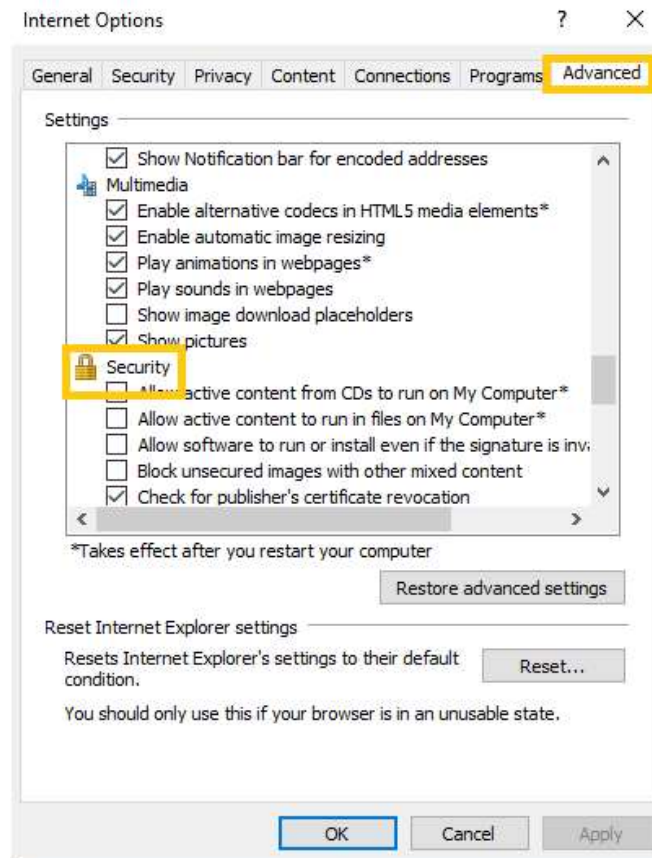 Internet Options ? X
General Security Privacy Content Connections Programs Advanced
Settings
Show Notification bar for encoded addresses
Multimedia
Enable alternative codecs in HTML5 media elements*
Enable automatic image resizing
Play animations in webpages*
Play sounds in webpages
Show image download placeholders
Show pictures
Security
Allow active content from CDs to run on My Computer*
Allow active content to run in files on My Computer*
Allow software to run or install even if the signature is inva
Block unsecured images with other mixed content
Check for publisher's certificate revocation
*Takes effect after you restart your computer
Restore advanced settings
Reset Internet Explorer settings
Resets Internet Explorer's settings to their default
condition.
Reset...
You should only use this if your browser is in an unusable state.
OK Cancel Apply